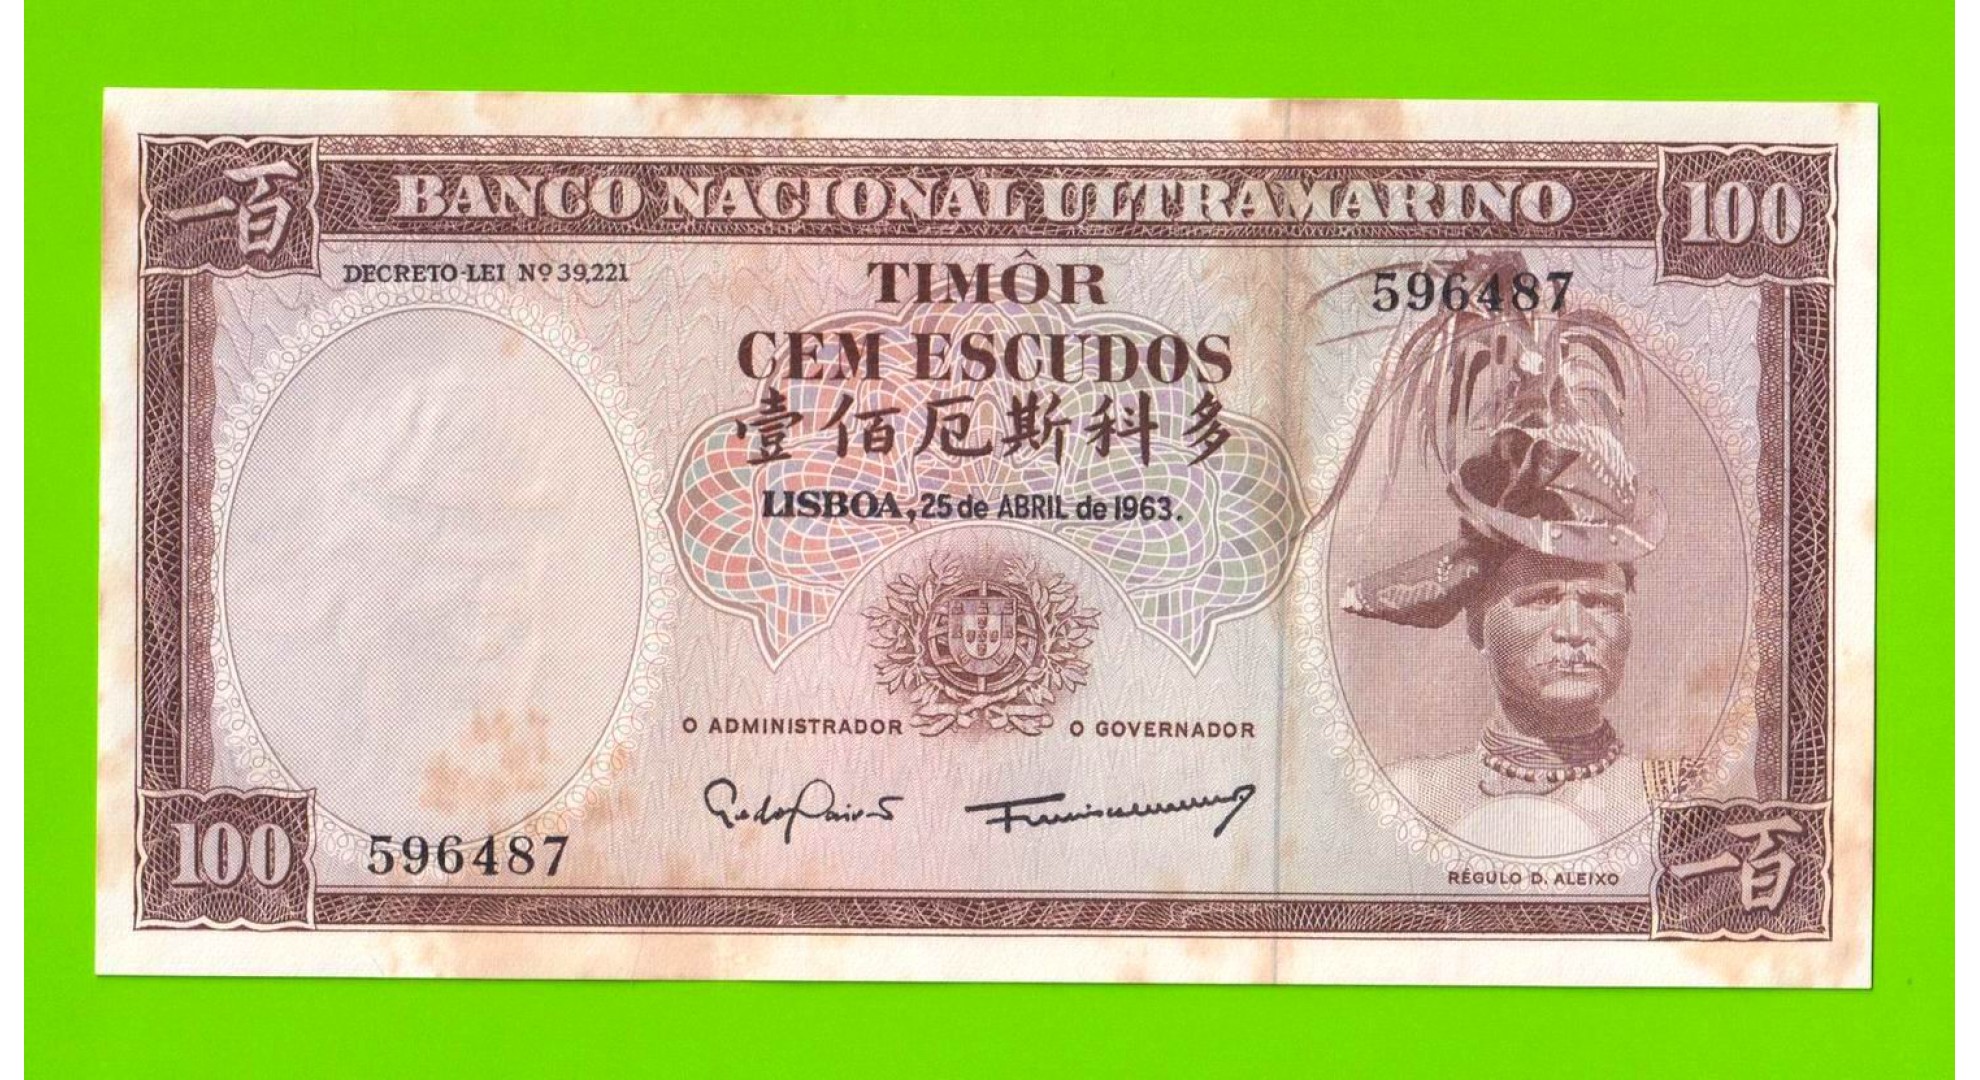 一百
BANCO NACIONAL ULTRAMARINO
100
DECRETO-LEI Nº 39,221
TIMÔR
596487
CEM ESCUDOS
壹佰厄斯科多
LISBOA, 25 de ABRIL de 1963.
O ADMINISTRADOR
O GOVERNADOR
100
596487
RÉGULO D. ALEIXO
一百